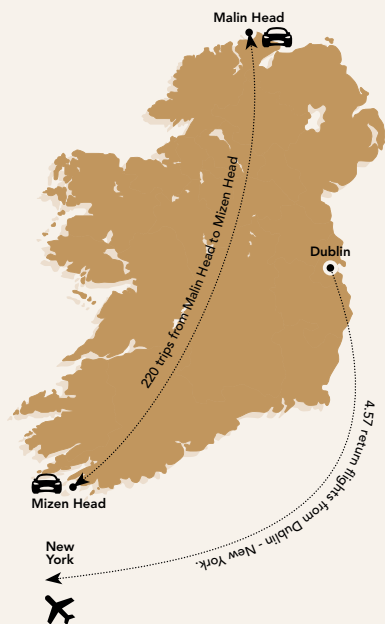 Malin Head
220 trips from Malin Head to Mizen Head
Dublin
4.57 return flights from Dublin - New York.
Mizen Head
New
York